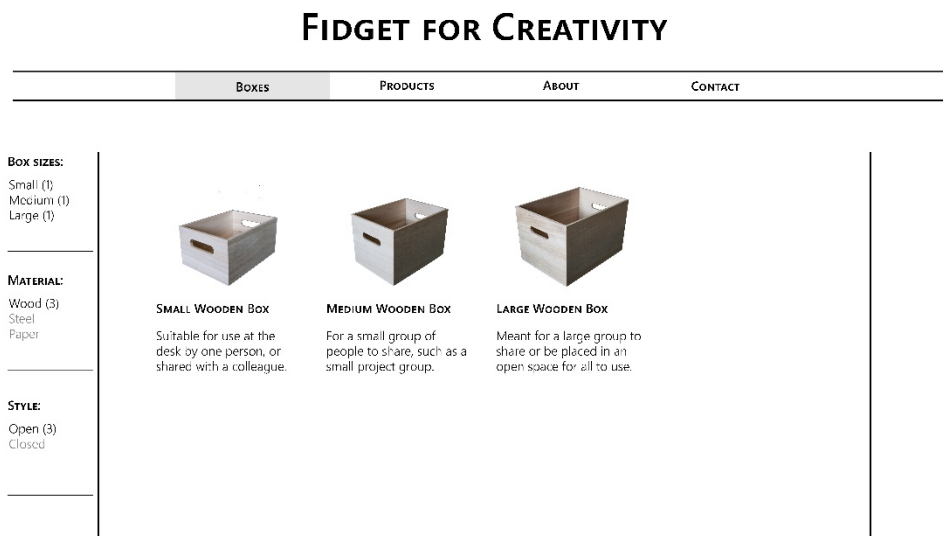 Fidget for Creativity
Boxes
Products
About
Contact
Box sizes:
Small (1)
Medium (1)
Large (1)
Material:
Wood (3)
Steel
Paper
Style:
Open (3)
Closed
Small Wooden Box
Suitable for use at the
desk by one person, or
shared with a colleague.
Medium Wooden Box
For a small group of
people to share, such as a
small project group.
Large Wooden Box
Meant for a large group to
share or be placed in an
open space for all to use.